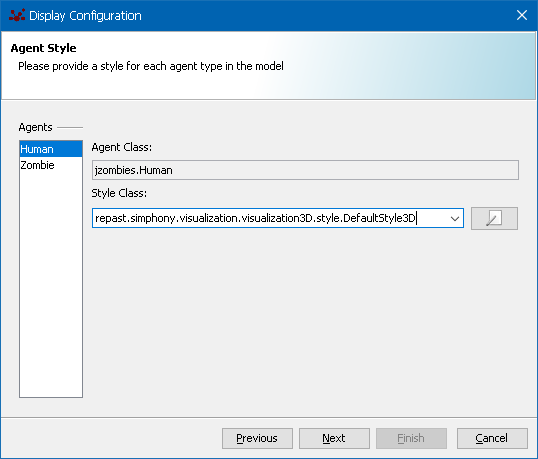 Display Configuration
Agent Style
Please provide a style for each agent type in the model
Agents
Human
Zombie
Agent Class:
jzombies.Human
Style Class:
repast.simphony.visualization.visualization3D.style.DefaultStyle3D
Previous
Next
Finish
Cancel